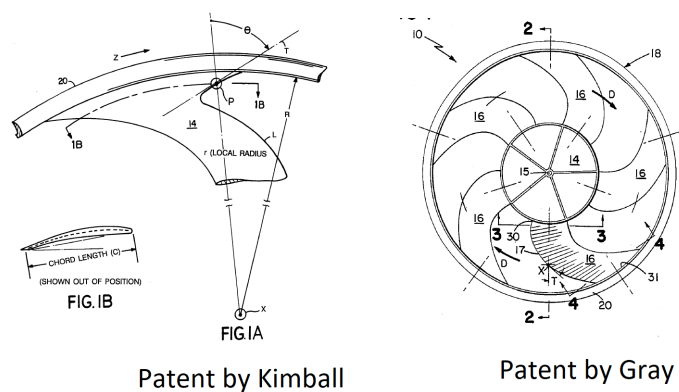 Z
θ
T
20
1B
P
1B
14
L
R
r (LOCAL RADIUS
1B
CHORD LENGTH (C)
(SHOWN OUT OF POSITION)
FIG.1B
X
FIG.1A
Patent by Kimball
2
10
18
16
D
16
16
14
15
16
16
3
30
3
17
4
D
16
X
T
31
4
20
2
Patent by Gray